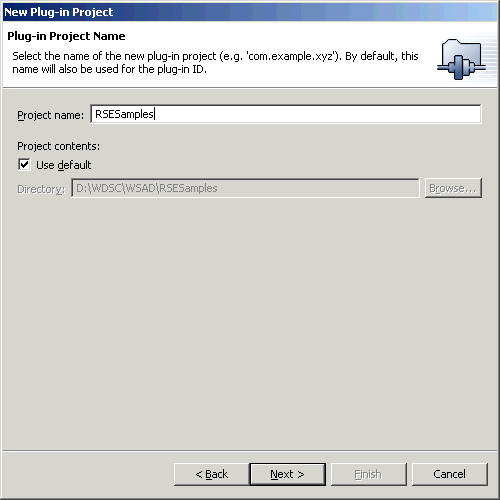 New Plug-in Project
Plug-in Project Name
Select the name of the new plug-in project (e.g. 'com.example.xyz'). By default, this
name will also be used for the plug-in ID.
Project name: RSESamples
Project contents:
Use default
Directory: D:\WDSC\WSAD\RSESamples Browse...
< Back Next > Finish Cancel